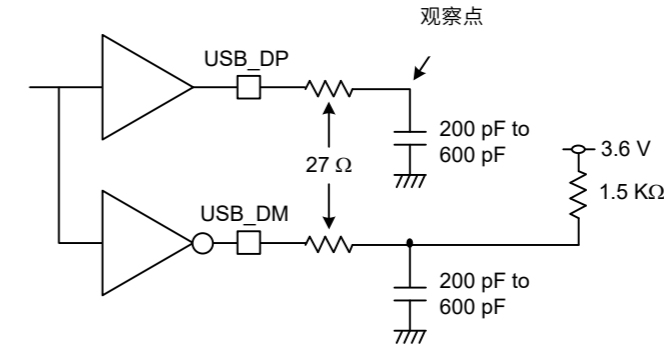 观察点
USB_DP
200 pF to
600 pF
27 Ω
3.6 V
1.5 KΩ
USB_DM
200 pF to
600 pF